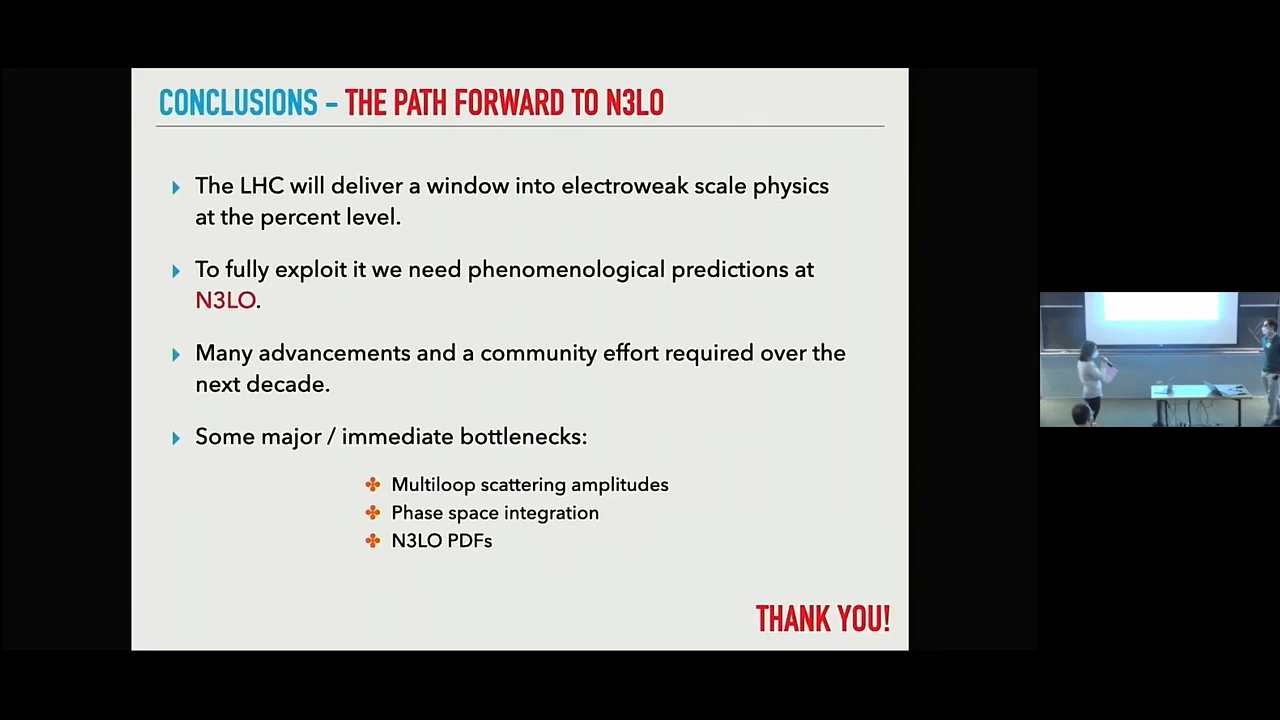 CONCLUSIONS – THE PATH FORWARD TO N3LO
The LHC will deliver a window into electroweak scale physics
at the percent level.
To fully exploit it we need phenomenological predictions at
N3LO.
Many advancements and a community effort required over the
next decade.
Some major / immediate bottlenecks:
Multiloop scattering amplitudes
Phase space integration
N3LO PDFs
THANK YOU!